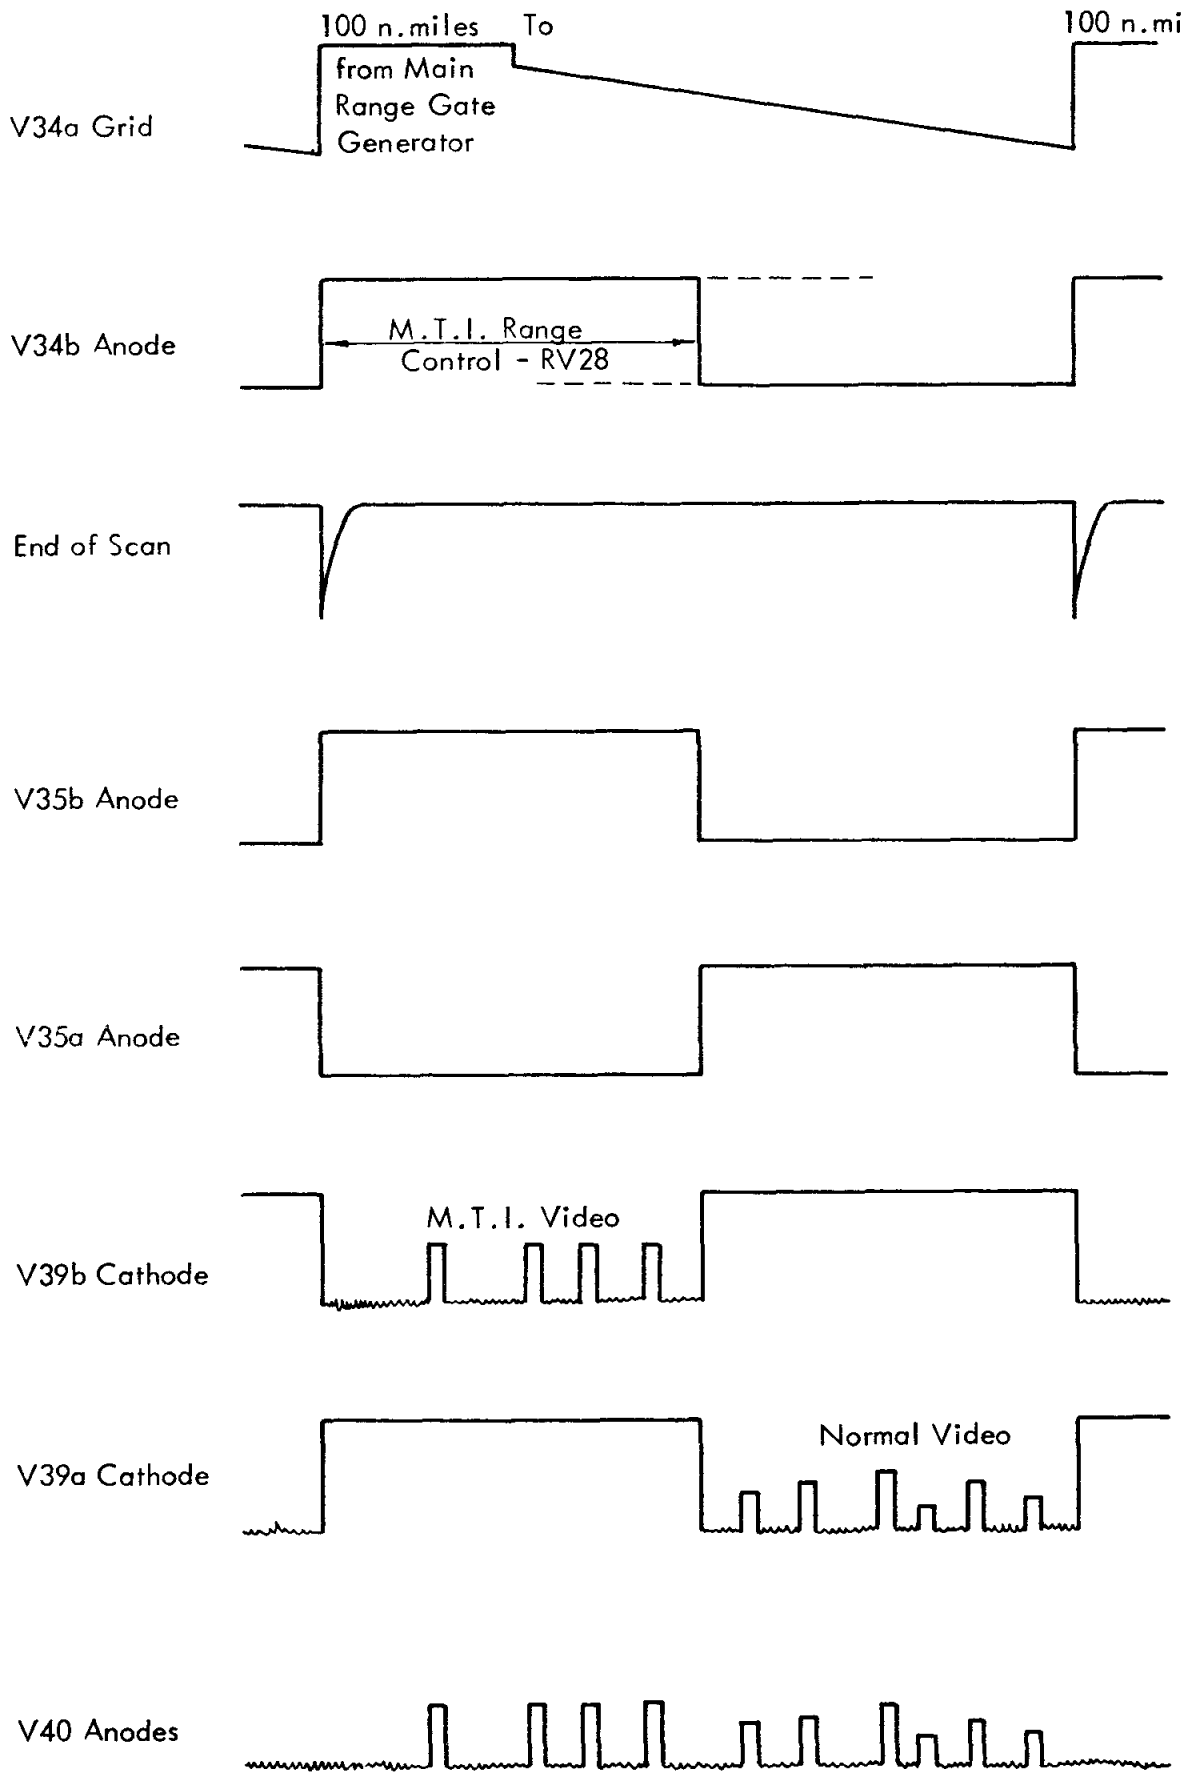 100 n.miles To
100 n.mi
from Main
Range Gate
Generator
V34a Grid
V34b Anode
M.T.I. Range
Control - RV28
End of Scan
V35b Anode
V35a Anode
M.T.I. Video
V39b Cathode
Normal Video
V39a Cathode
V40 Anodes